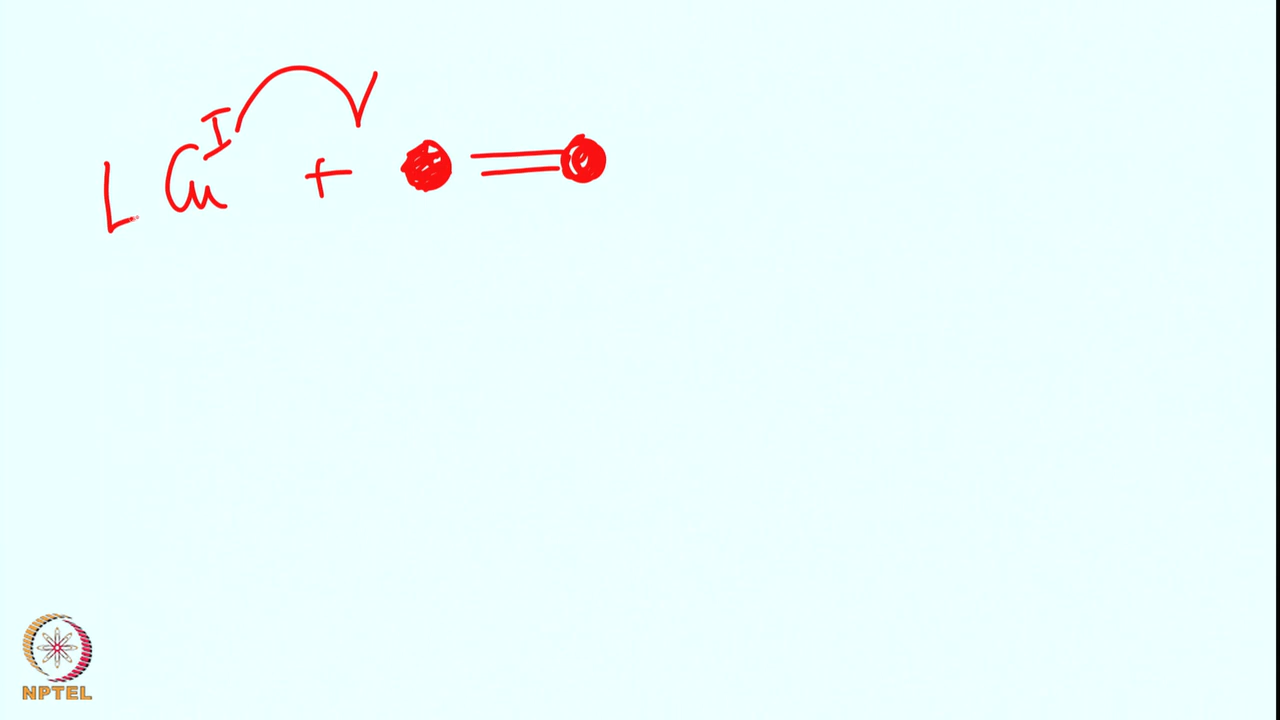 L Cu^I + =
NPTEL